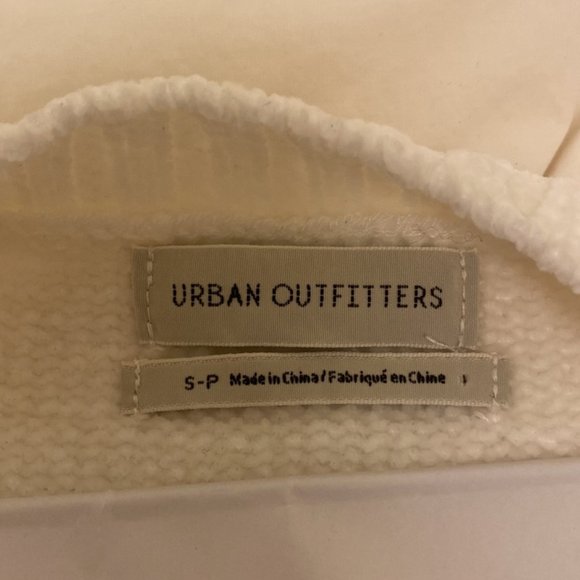 URBAN OUTFITTERS
S-P Made in China/Fabriqué en Chine